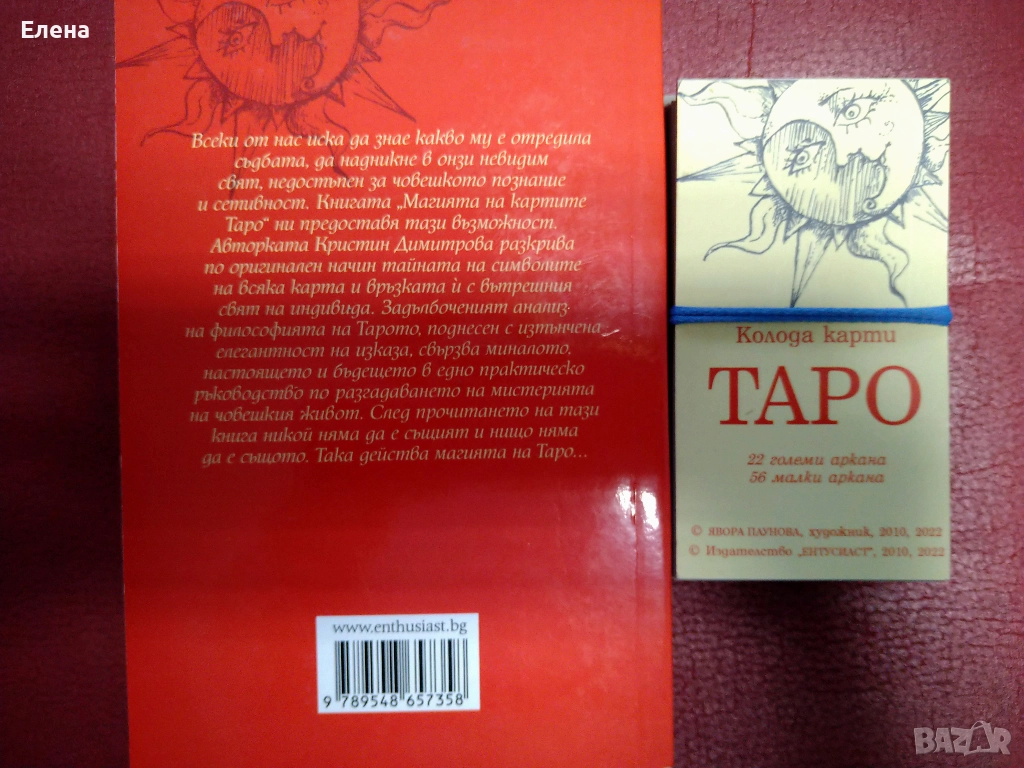 Елена
Всеки от нас иска да знае какво му е отредила
съдбата, да надникне в онзи невидим
свят, недостъпен за човешкото познание
и сетивност. Книгата „Магията на картите
Таро“ ни предоставя тази възможност.
Авторката Кристин Димитрова разкрива
по оригинален начин тайната на символите
на всяка карта и връзката ѝ с вътрешния
свят на индивида. Задълбоченият анализ
на философията на Тарото, поднесен с изтънчена
елегантност на изказа, свързва миналото,
настоящето и бъдещето в едно практическо
ръководство по разгадаването на мистерията
на човешкия живот. След прочитането на тази
книга никой няма да е същият и нищо няма
да е същото. Така действа магията на Таро...
www.enthusiast.bg
9 789548 657358
Колода карти
ТАРО
22 големи аркана
56 малки аркана
© ЯВОРА ПАУНОВА, художник, 2010, 2022
© Издателство „ЕНТУСИАСТ“, 2010, 2022
BAZAR